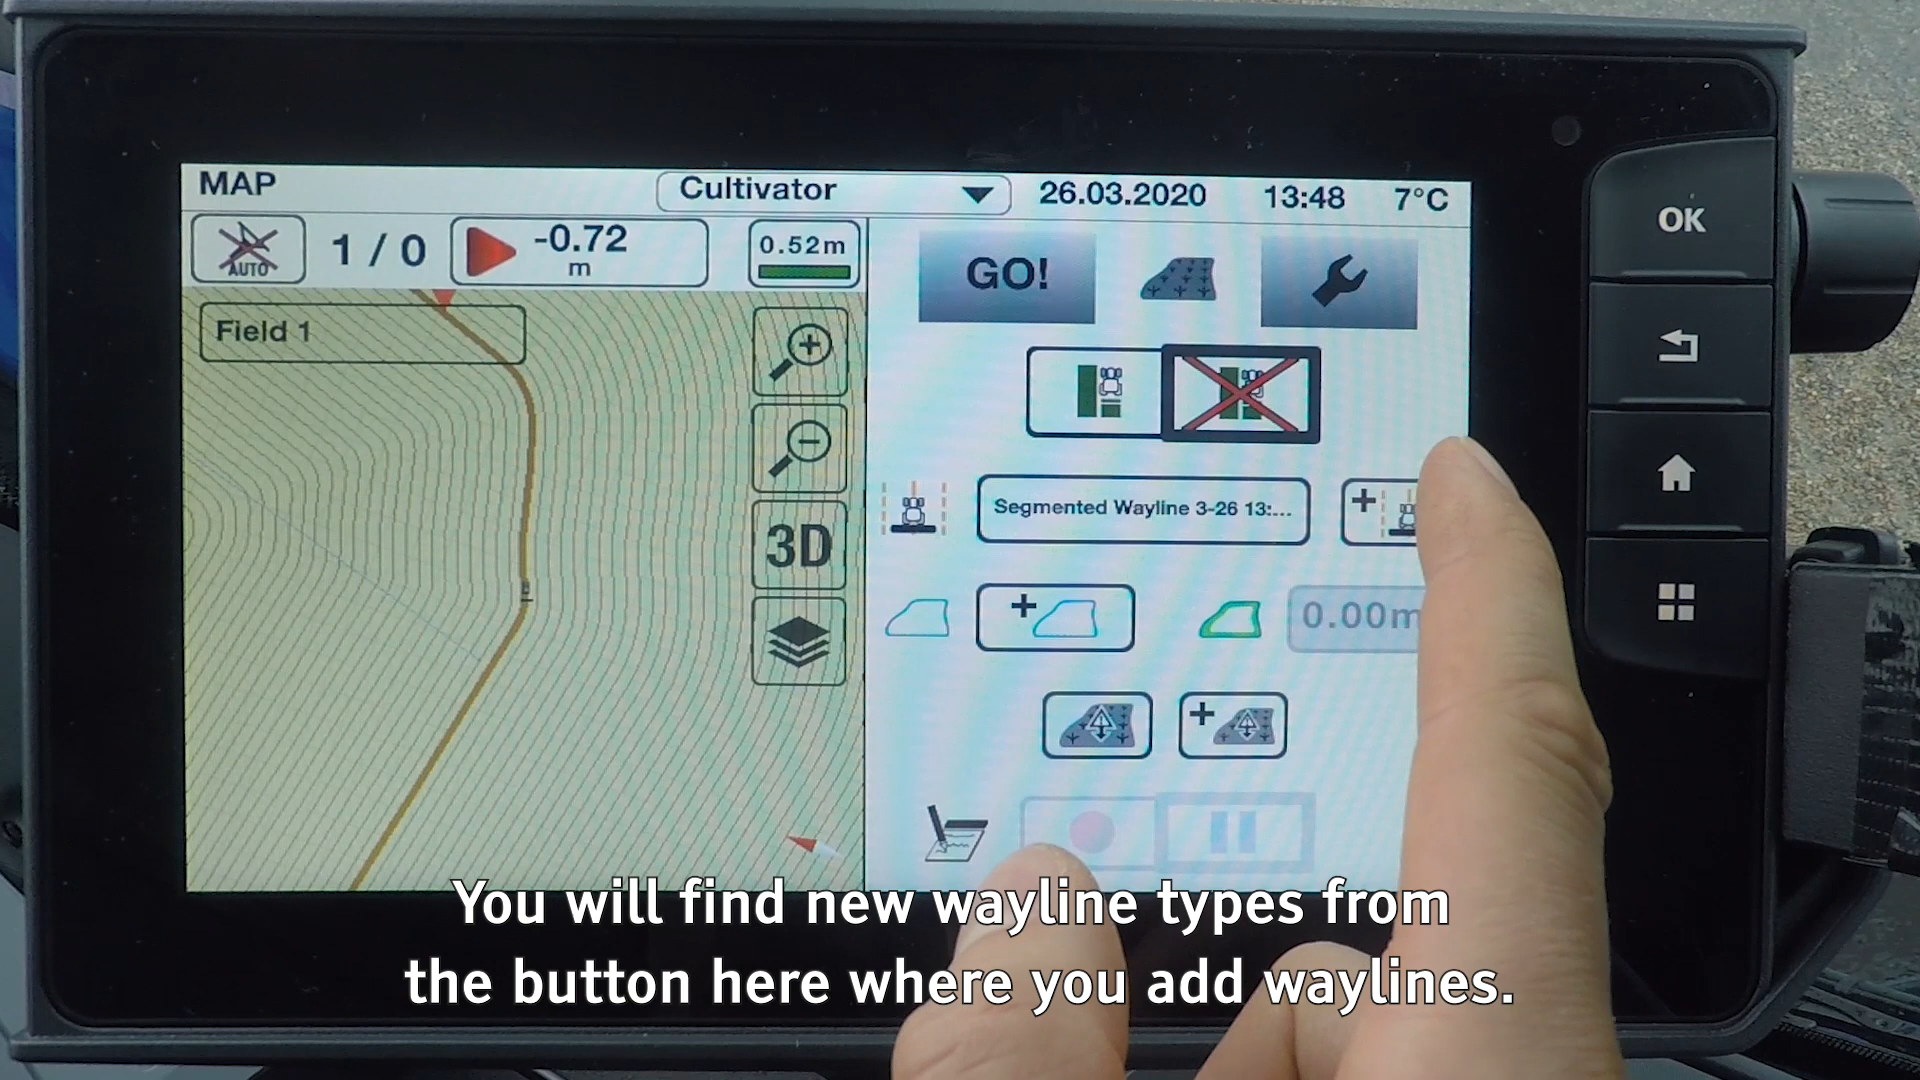 MAP
Cultivator
26.03.2020
13:48
7°C
AUTO
1 / 0
-0.72
m
0.52m
GO!
Field 1
3D
Segmented Wayline 3-26 13:...
0.00m
OK
You will find new wayline types from
the button here where you add waylines.